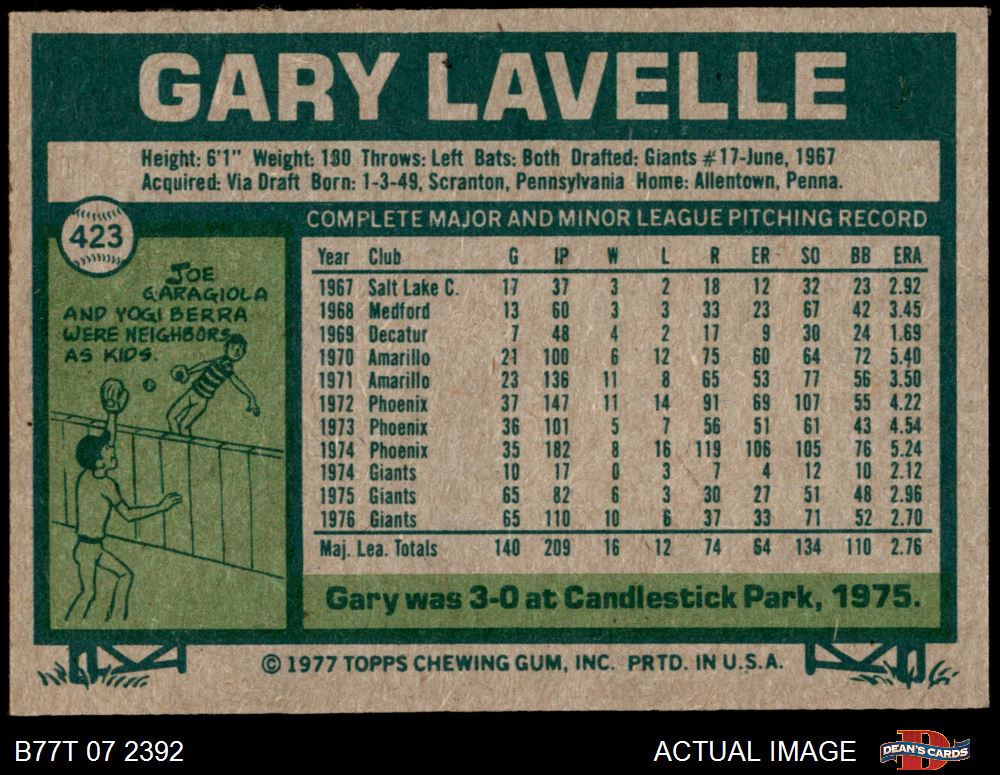 GARY LAVELLE
Height: 6'1" Weight: 190 Throws: Left Bats: Both Drafted: Giants #17-June, 1967
Acquired: Via Draft Born: 1-3-49, Scranton, Pennsylvania Home: Allentown, Penna.
423
JOE
GARAGIOLA
AND YOGI BERRA
WERE NEIGHBORS
AS KIDS.
COMPLETE MAJOR AND MINOR LEAGUE PITCHING RECORD
Year Club G IP W L R ER SO BB ERA
1967 Salt Lake C. 17 37 3 2 18 12 32 23 2.92
1968 Medford 13 60 3 3 33 23 67 42 3.45
1969 Decatur 7 48 4 2 17 9 30 24 1.69
1970 Amarillo 21 100 6 12 75 60 64 72 5.40
1971 Amarillo 23 136 11 8 65 53 77 56 3.50
1972 Phoenix 37 147 11 14 91 69 107 55 4.22
1973 Phoenix 36 101 5 7 56 51 61 43 4.54
1974 Phoenix 35 182 8 16 119 106 105 76 5.24
1974 Giants 10 17 0 3 7 4 12 10 2.12
1975 Giants 65 82 6 3 30 27 51 48 2.96
1976 Giants 65 110 10 6 37 33 71 52 2.70
Maj. Lea. Totals 140 209 16 12 74 64 134 110 2.76
Gary was 3-0 at Candlestick Park, 1975.
© 1977 TOPPS CHEWING GUM, INC. PRTD. IN U.S.A.
B77T 07 2392 ACTUAL IMAGE DEAN'S CARDS